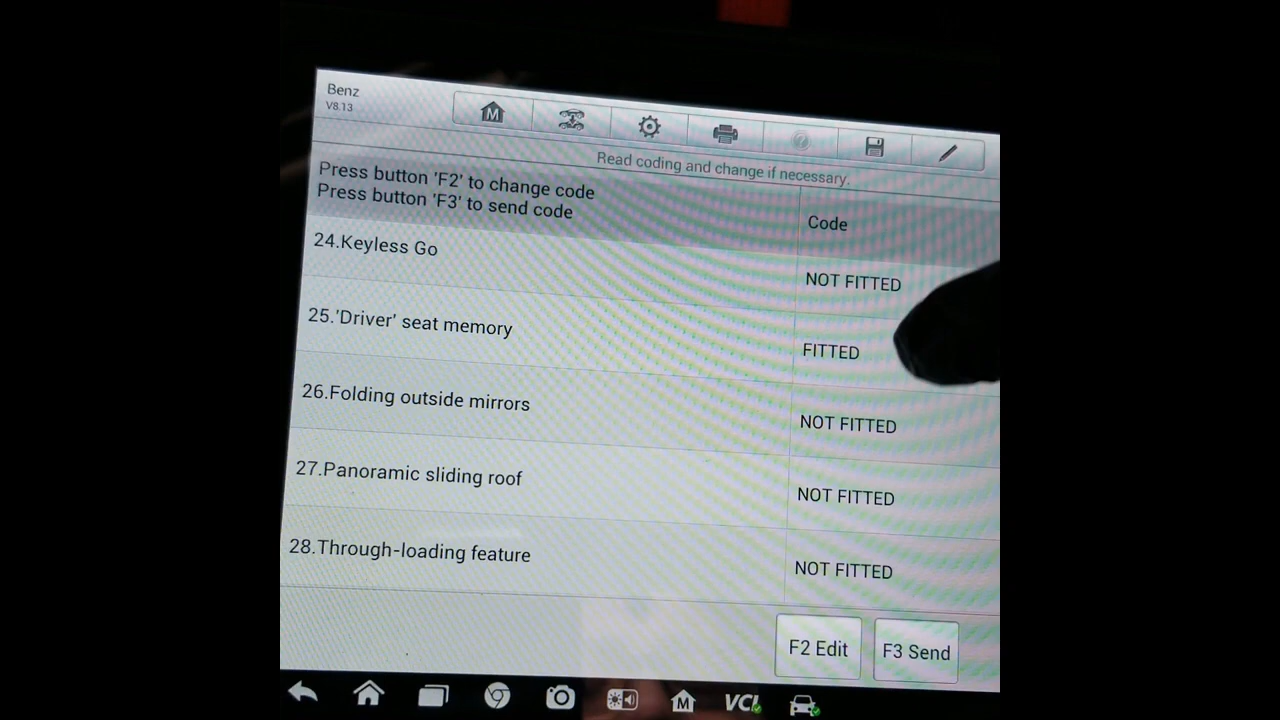 Benz
V8.13
M
?
Read coding and change if necessary.
Press button 'F2' to change code
Press button 'F3' to send code
Code
24.Keyless Go
NOT FITTED
25.'Driver' seat memory
FITTED
26.Folding outside mirrors
NOT FITTED
27.Panoramic sliding roof
NOT FITTED
28.Through-loading feature
NOT FITTED
F2 Edit
F3 Send
M
VCI